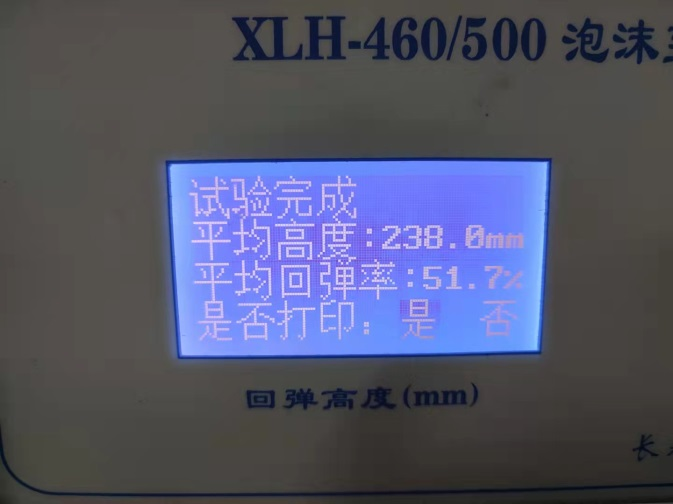 XLH-460/500 泡沫
试验完成
平均高度:238.0mm
平均回弹率:51.7%
是否打印: 是 否
回弹高度(mm)
长